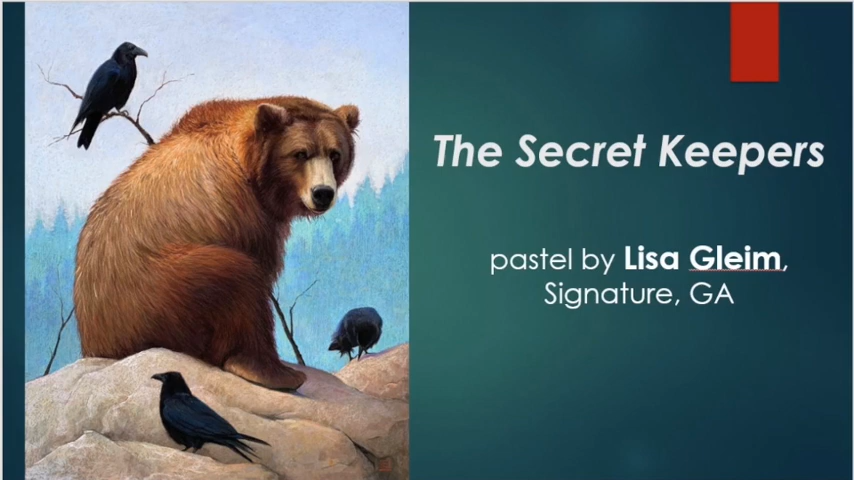 The Secret Keepers
pastel by Lisa Gleim,
Signature, GA